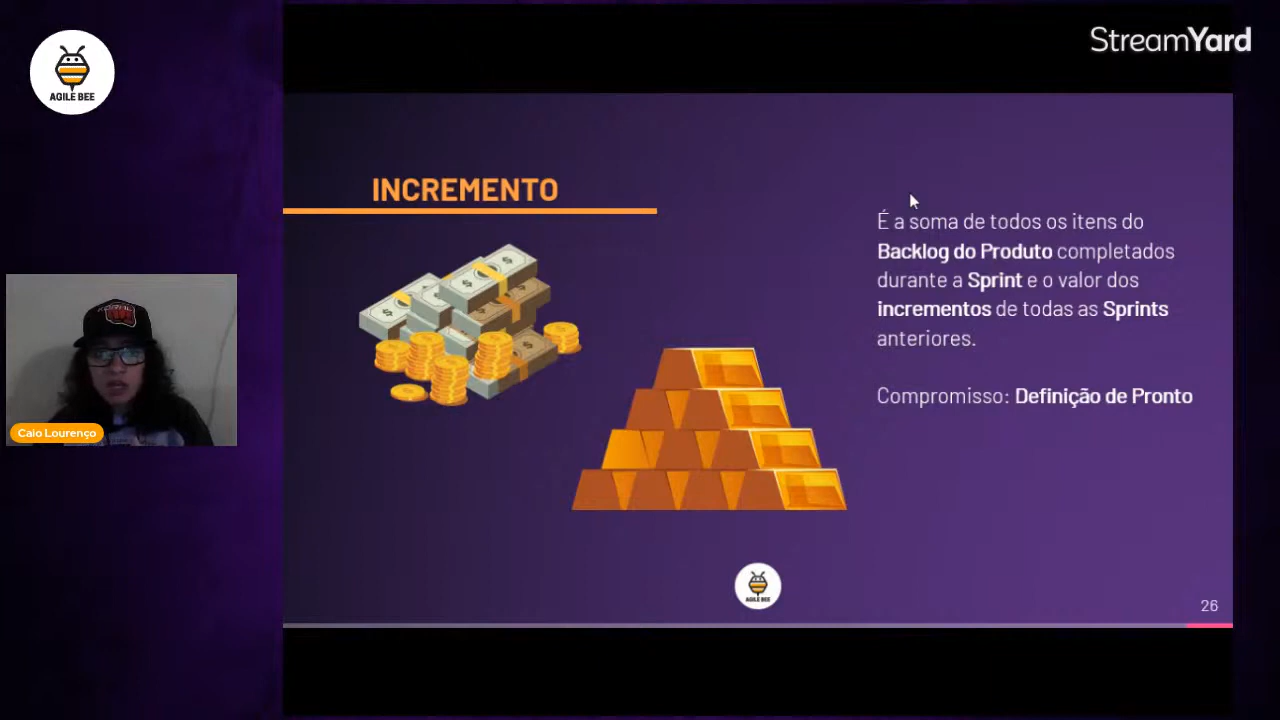 AGILE BEE
StreamYard
INCREMENTO
É a soma de todos os itens do
Backlog do Produto completados
durante a Sprint e o valor dos
incrementos de todas as Sprints
anteriores.
Compromisso: Definição de Pronto
Caio Lourenço
AGILE BEE
26